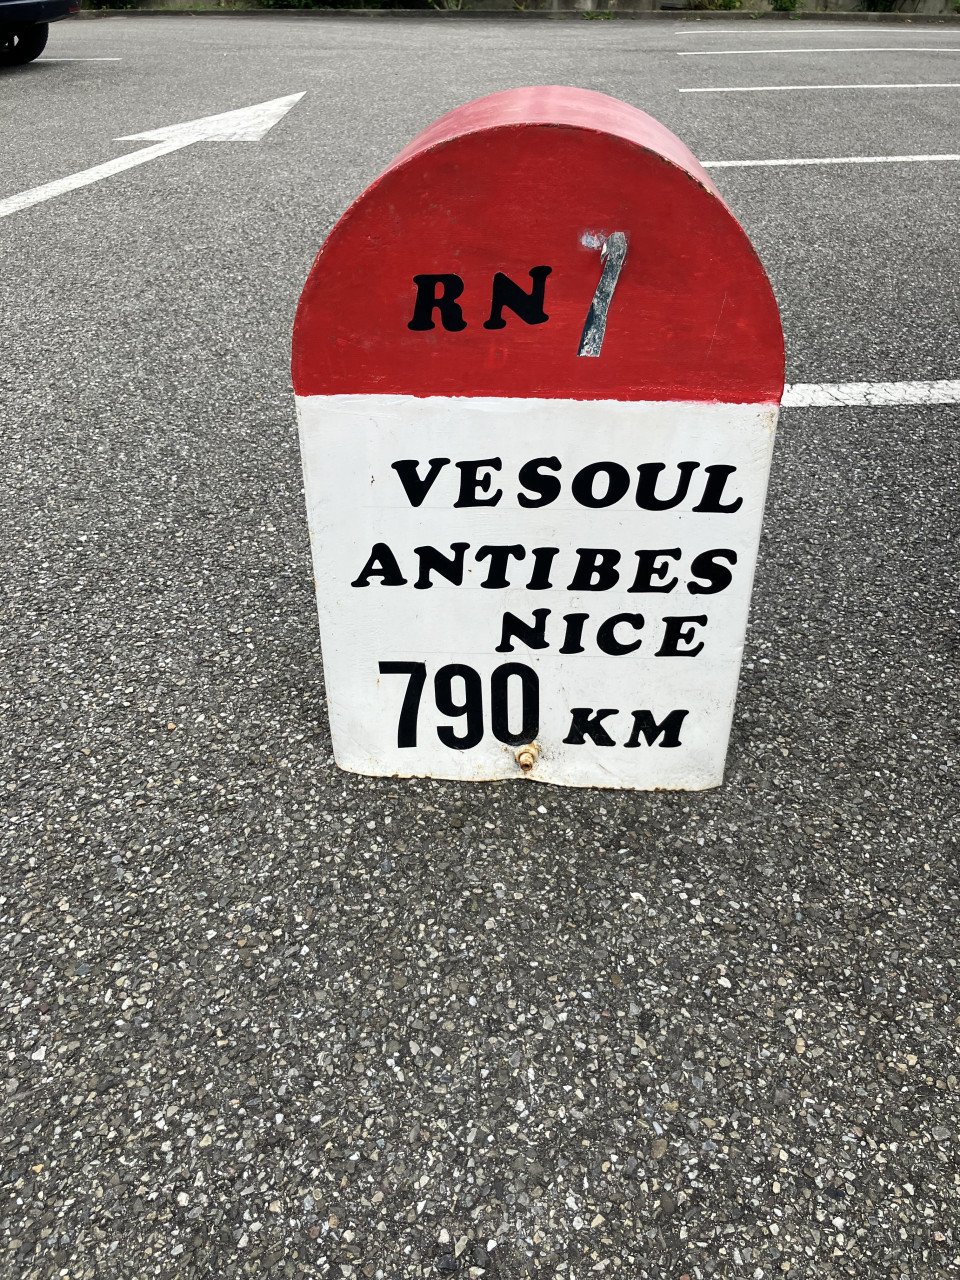 RN 7
VESOUL
ANTIBES
NICE
790 KM